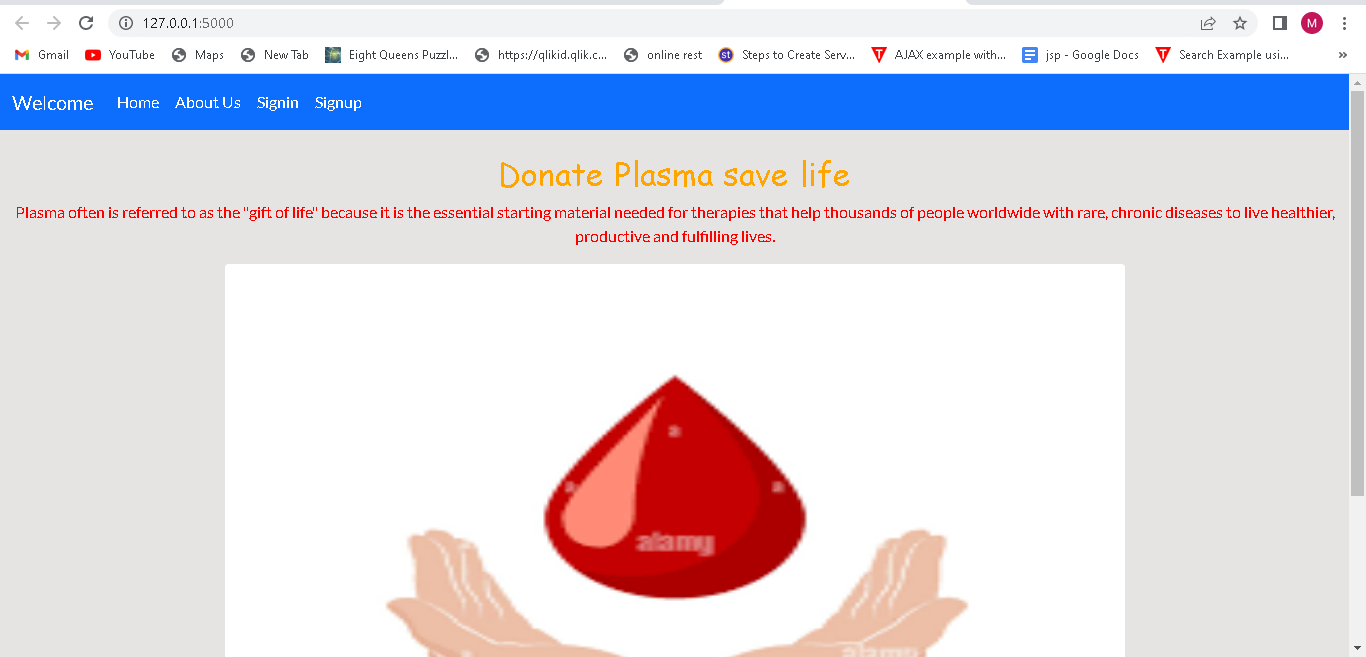 127.0.0.1:5000
M
Gmail YouTube Maps New Tab Eight Queens Puzzl... https://qlikid.qlik.c... online rest st Steps to Create Serv... T AJAX example with... jsp - Google Docs T Search Example usi... »
Welcome Home About Us Signin Signup
Donate Plasma save life
Plasma often is referred to as the "gift of life" because it is the essential starting material needed for therapies that help thousands of people worldwide with rare, chronic diseases to live healthier,
productive and fulfilling lives.
a
a a
alamy
alamy